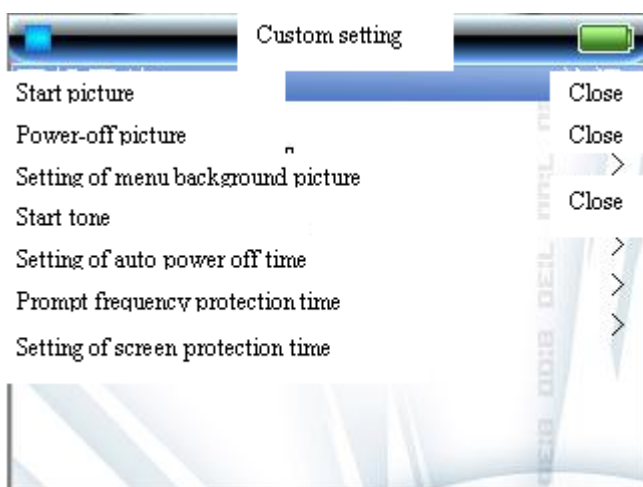 Custom setting
Start picture Close
Power-off picture Close
Setting of menu background picture >
Start tone Close
Setting of auto power off time >
Prompt frequency protection time >
Setting of screen protection time >